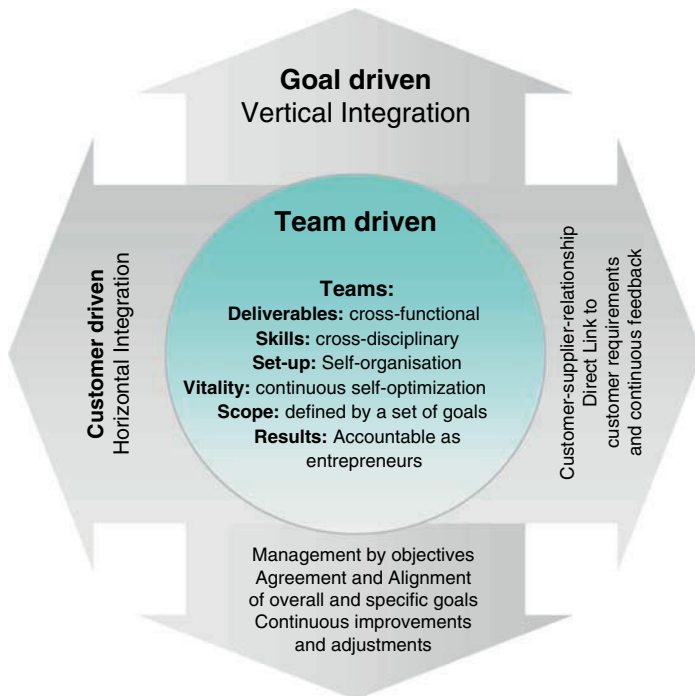 Goal driven
Vertical Integration
Customer driven
Horizontal Integration
Team driven
Teams:
Deliverables: cross-functional
Skills: cross-disciplinary
Set-up: Self-organisation
Vitality: continuous self-optimization
Scope: defined by a set of goals
Results: Accountable as
entrepreneurs
Customer-supplier-relationship
Direct Link to
customer requirements
and continuous feedback
Management by objectives
Agreement and Alignment
of overall and specific goals
Continuous improvements
and adjustments